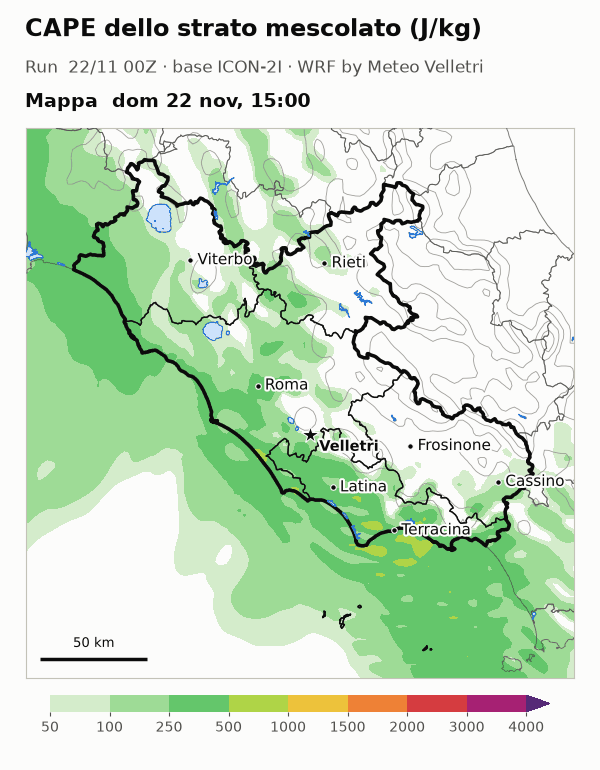 CAPE dello strato mescolato (J/kg)
Run  22/11 00Z · base ICON-2I · WRF by Meteo Velletri
Mappa  dom 22 nov, 15:00
Viterbo
Rieti
Roma
Velletri
Frosinone
Latina
Cassino
Terracina
50 km
50 100 250 500 1000 1500 2000 3000 4000